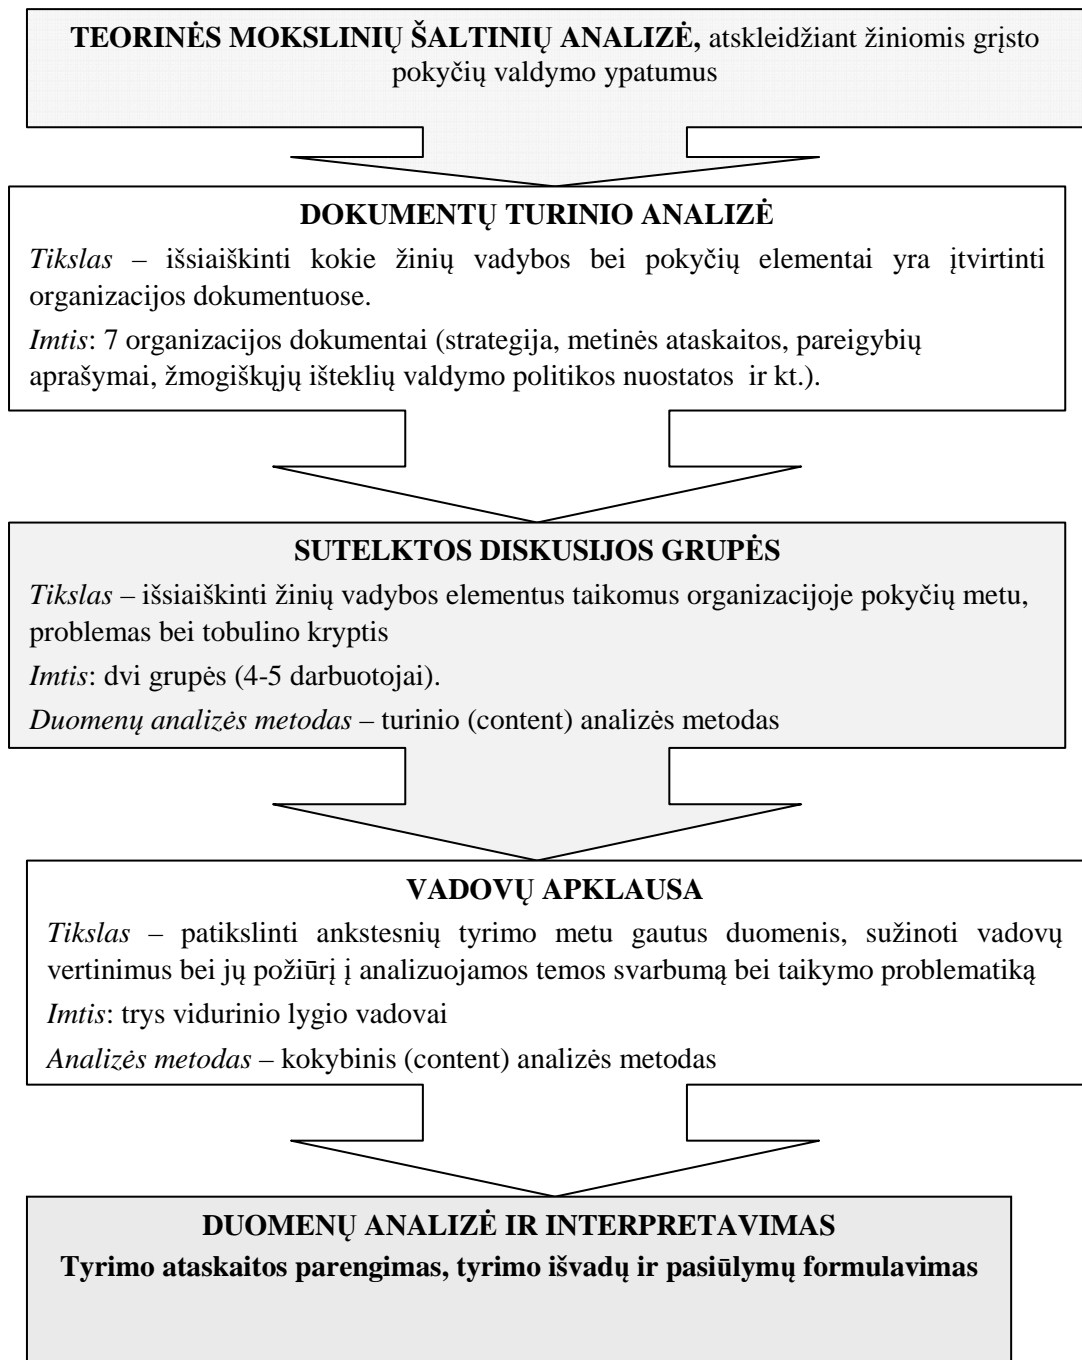 TEORINĖS MOKSLINIŲ ŠALTINIŲ ANALIZĖ, atskleidžiant žiniomis grįsto
pokyčių valdymo ypatumus
DOKUMENTŲ TURINIO ANALIZĖ
Tikslas – išsiaiškinti kokie žinių vadybos bei pokyčių elementai yra įtvirtinti
organizacijos dokumentuose.
Imtis: 7 organizacijos dokumentai (strategija, metinės ataskaitos, pareigybių
aprašymai, žmogiškųjų išteklių valdymo politikos nuostatos ir kt.).
SUTELKTOS DISKUSIJOS GRUPĖS
Tikslas – išsiaiškinti žinių vadybos elementus taikomus organizacijoje pokyčių metu,
problemas bei tobulino kryptis
Imtis: dvi grupės (4-5 darbuotojai).
Duomenų analizės metodas – turinio (content) analizės metodas
VADOVŲ APKLAUSA
Tikslas – patikslinti ankstesnių tyrimo metu gautus duomenis, sužinoti vadovų
vertinimus bei jų požiūrį į analizuojamos temos svarbumą bei taikymo problematiką
Imtis: trys vidurinio lygio vadovai
Analizės metodas – kokybinis (content) analizės metodas
DUOMENŲ ANALIZĖ IR INTERPRETAVIMAS
Tyrimo ataskaitos parengimas, tyrimo išvadų ir pasiūlymų formulavimas